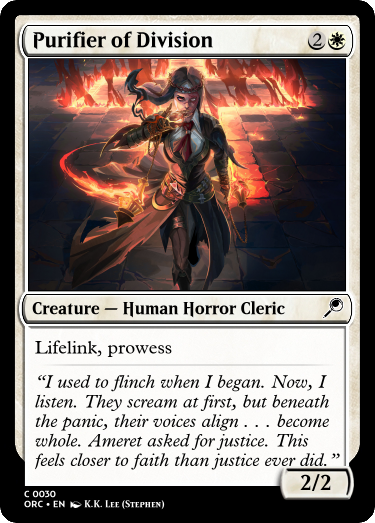 Purifier of Division 2
Creature — Human Horror Cleric
Lifelink, prowess
“I used to flinch when I began. Now, I
listen. They scream at first, but beneath
the panic, their voices align . . . become
whole. Ameret asked for justice. This
feels closer to faith than justice ever did.”
2/2
C 0030
ORC • EN K.K. Lee (Stephen)